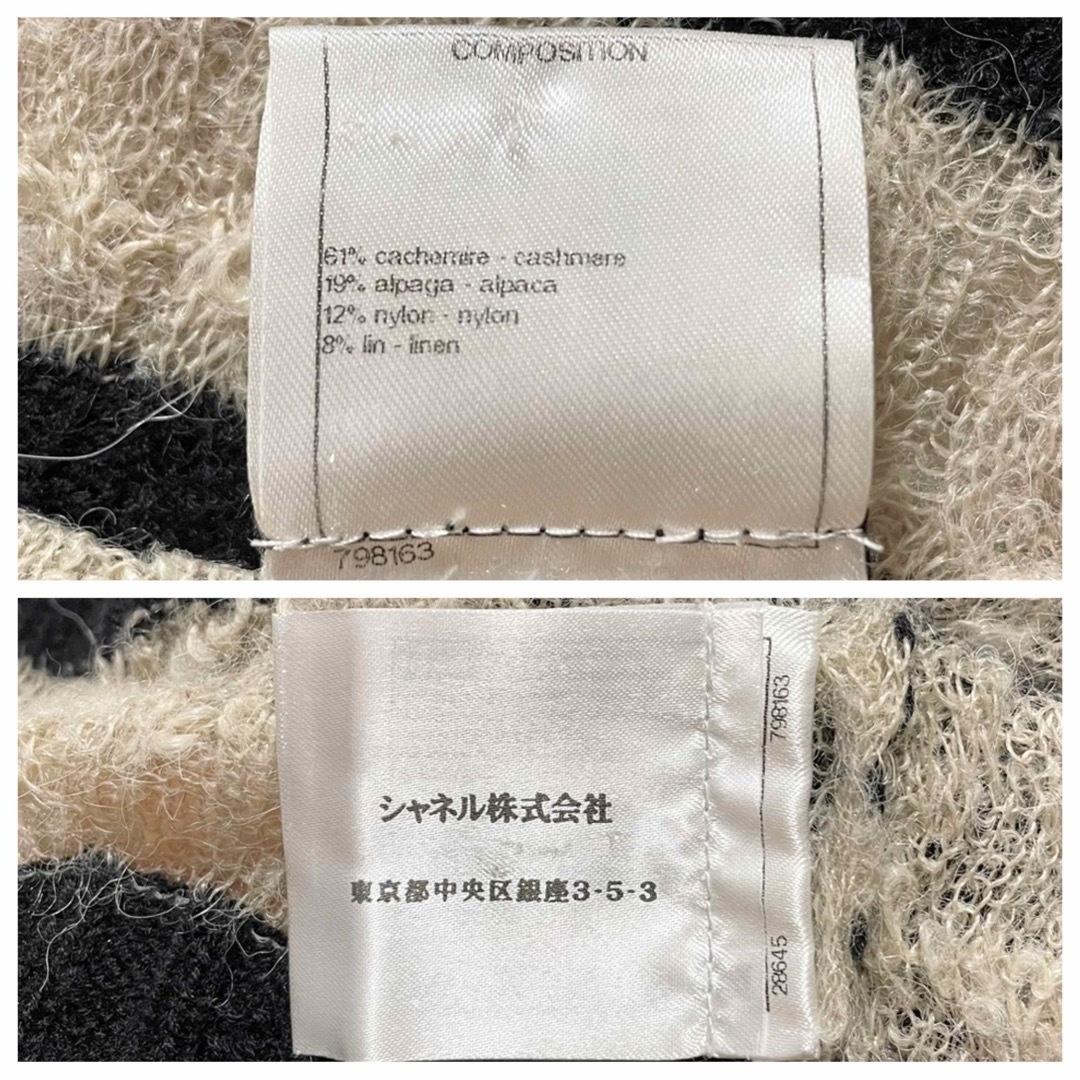 COMPOSITION
61% cachemire - cashmere
19% alpaga - alpaca
12% nylon - nylon
8% lin - linen
798163
シャネル株式会社
東京都中央区銀座3-5-3
798163
28645